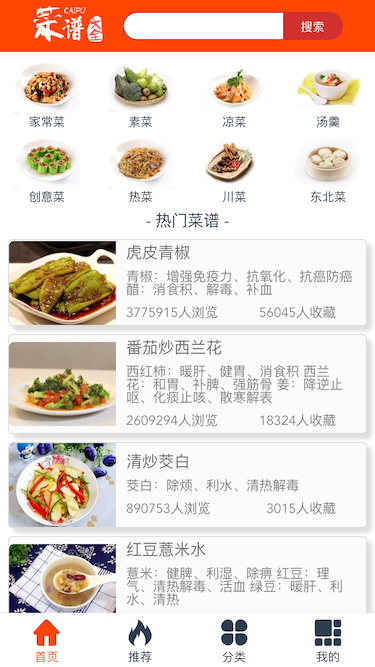 菜谱大全
CAIPU
搜索
家常菜
素菜
凉菜
汤羹
创意菜
热菜
川菜
东北菜
- 热门菜谱 -
虎皮青椒
青椒：增强免疫力、抗氧化、抗癌防癌
醋：消食积、解毒、补血
3775915人浏览 56045人收藏
番茄炒西兰花
西红柿：暖肝、健胃、消食积 西兰
花：和胃、补脾、强筋骨 姜：降逆止
呕、化痰止咳、散寒解表
2609294人浏览 18324人收藏
清炒茭白
茭白：除烦、利水、清热解毒
890753人浏览 3015人收藏
红豆薏米水
薏米：健脾、利湿、除痹 红豆：理
气、清热解毒、活血 绿豆：暖肝、利
水、清热
首页
推荐
分类
我的